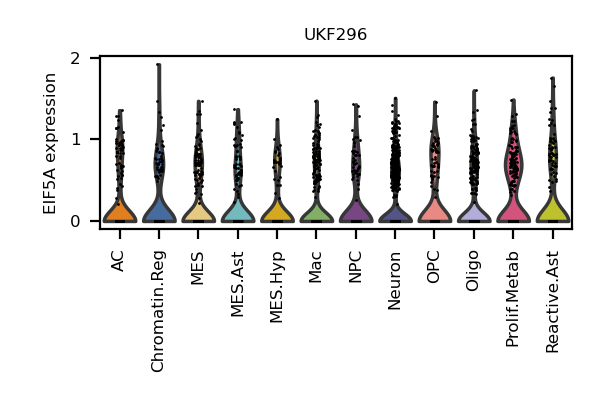 UKF296
EIF5A expression
2
1
0
AC
Chromatin.Reg
MES
MES.Ast
MES.Hyp
Mac
NPC
Neuron
OPC
Oligo
Prolif.Metab
Reactive.Ast